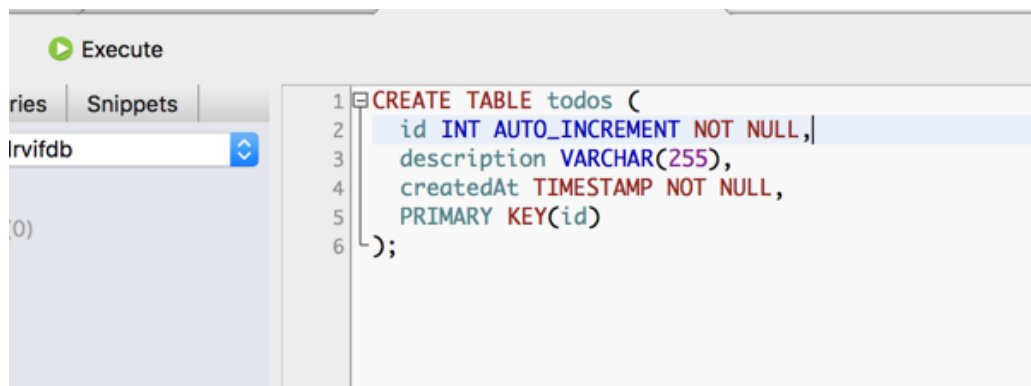 Execute
ries Snippets
lrvifdb
(0)
1 CREATE TABLE todos (
2 id INT AUTO_INCREMENT NOT NULL,
3 description VARCHAR(255),
4 createdAt TIMESTAMP NOT NULL,
5 PRIMARY KEY(id)
6 );